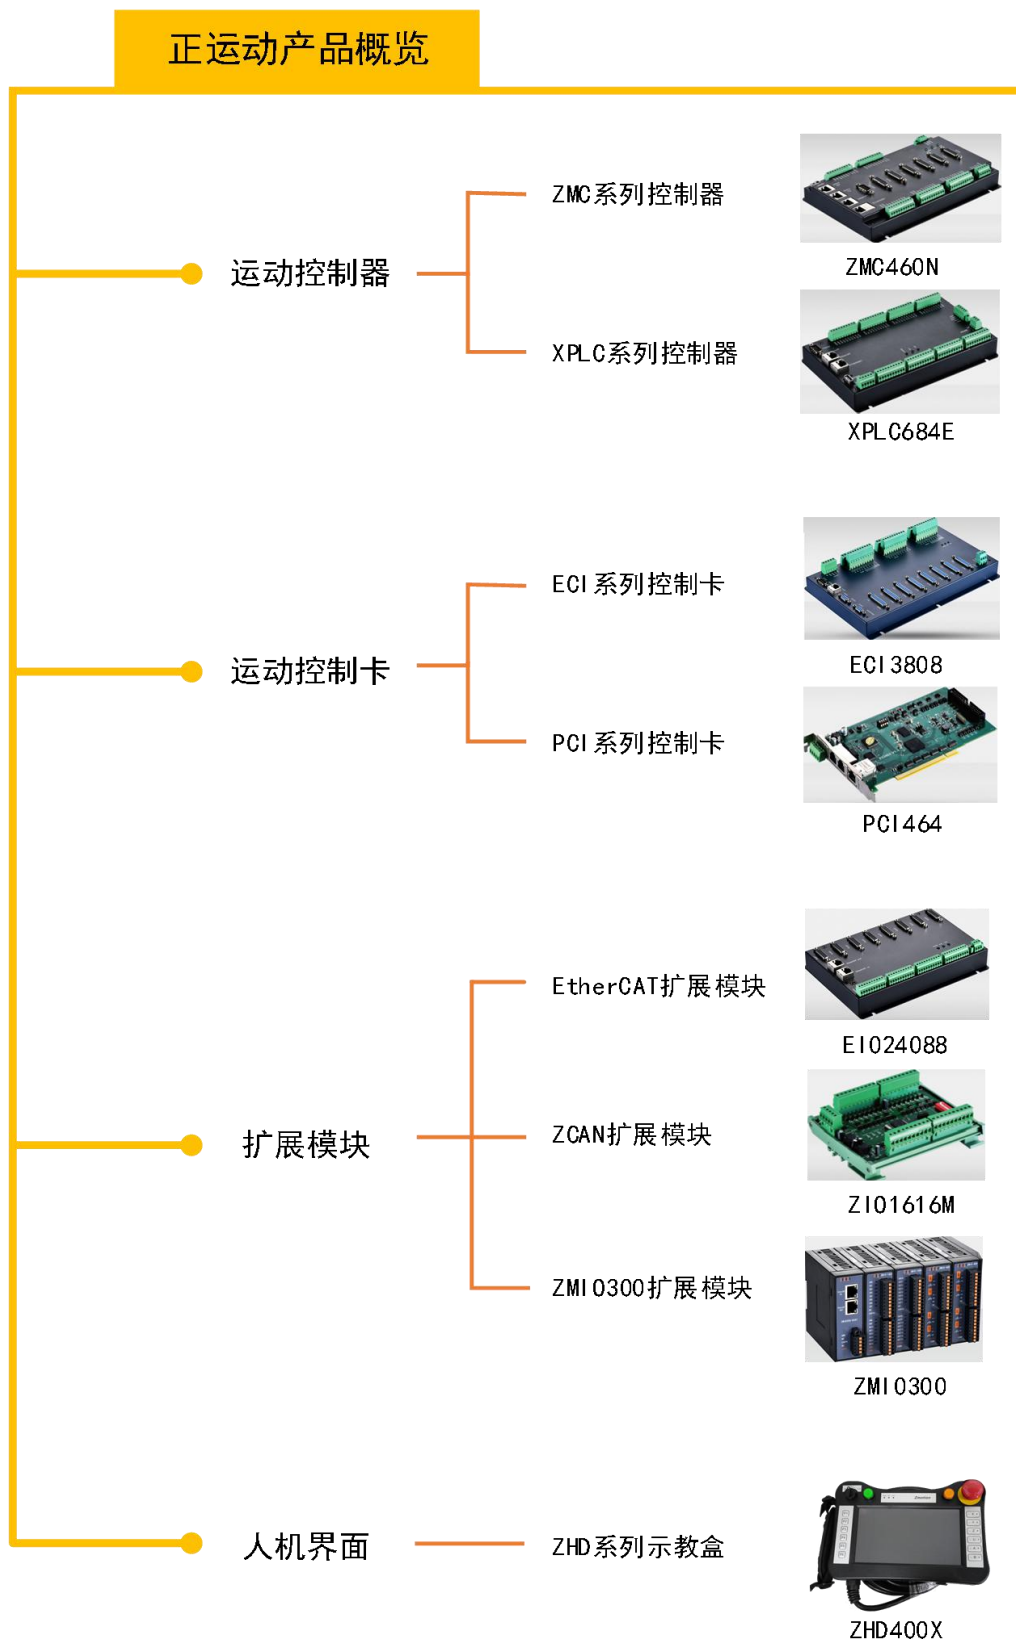 正运动产品概览
运动控制器
ZMC系列控制器
ZMC460N
XPLC系列控制器
XPLC684E
运动控制卡
ECI系列控制卡
ECI3808
PCI系列控制卡
PCI464
扩展模块
EtherCAT扩展模块
EIO24088
ZCAN扩展模块
ZIO1616M
ZMIO300扩展模块
ZMIO300
人机界面
ZHD系列示教盒
ZHD400X